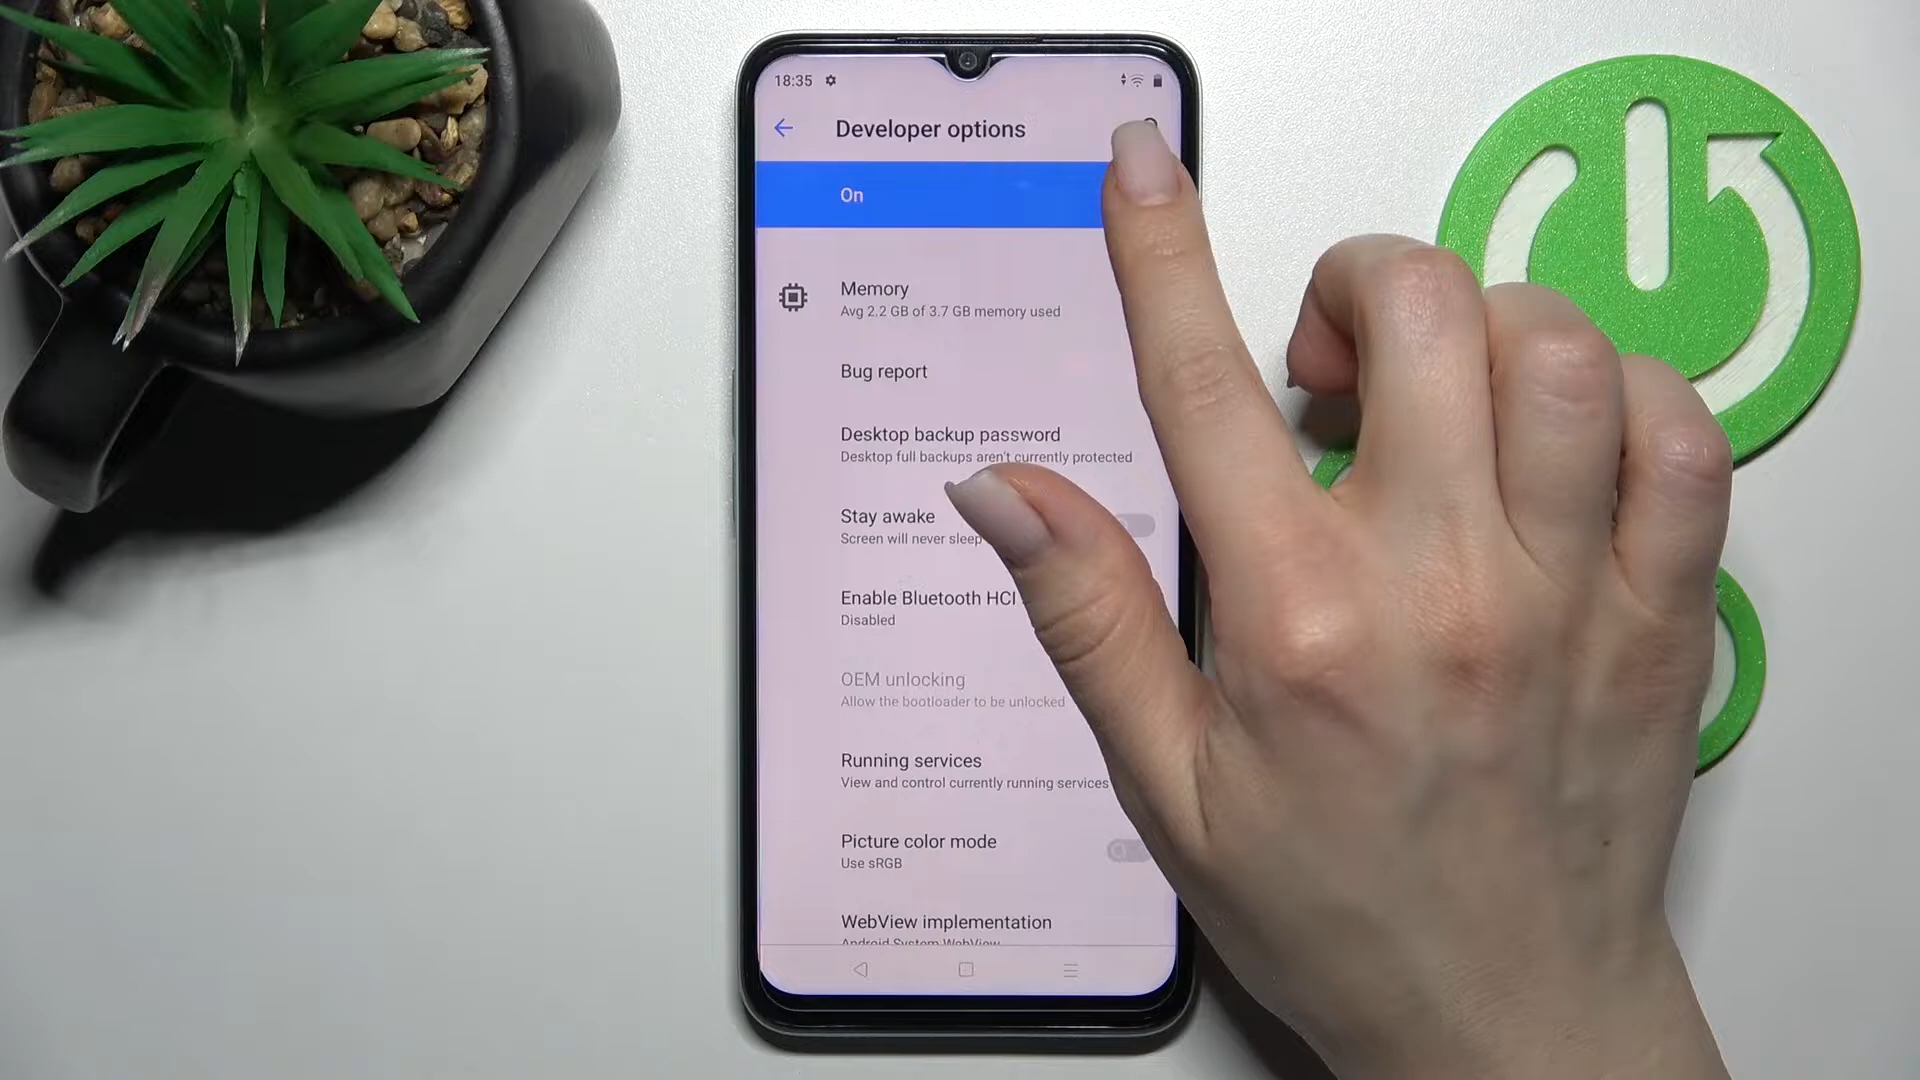 18:35
Developer options
On
Memory
Avg 2.2 GB of 3.7 GB memory used
Bug report
Desktop backup password
Desktop full backups aren't currently protected
Stay awake
Screen will never sleep
Enable Bluetooth HCI
Disabled
OEM unlocking
Allow the bootloader to be unlocked
Running services
View and control currently running services
Picture color mode
Use sRGB
WebView implementation
Android System WebView